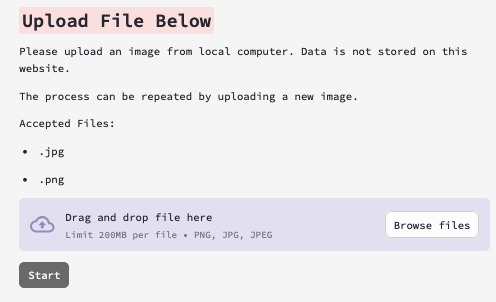 Upload File Below
Please upload an image from local computer. Data is not stored on this
website.
The process can be repeated by uploading a new image.
Accepted Files:
• .jpg
• .png
Drag and drop file here
Limit 200MB per file • PNG, JPG, JPEG
Browse files
Start